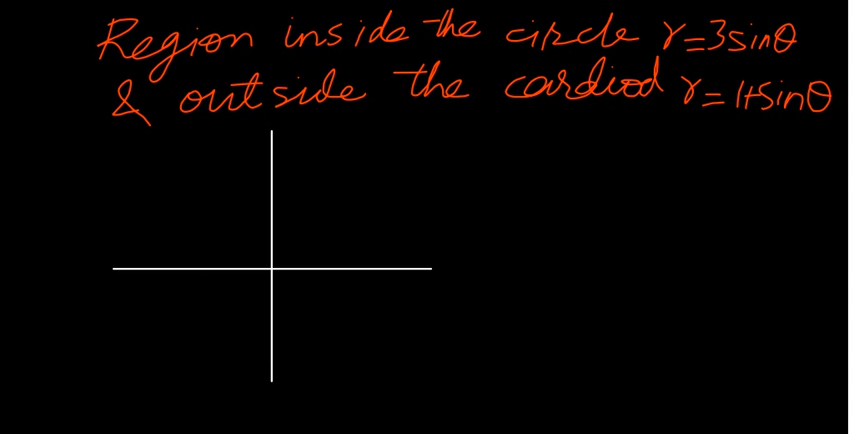 Region inside the circle r=3sinθ
& outside the cardiod r=1+sinθ